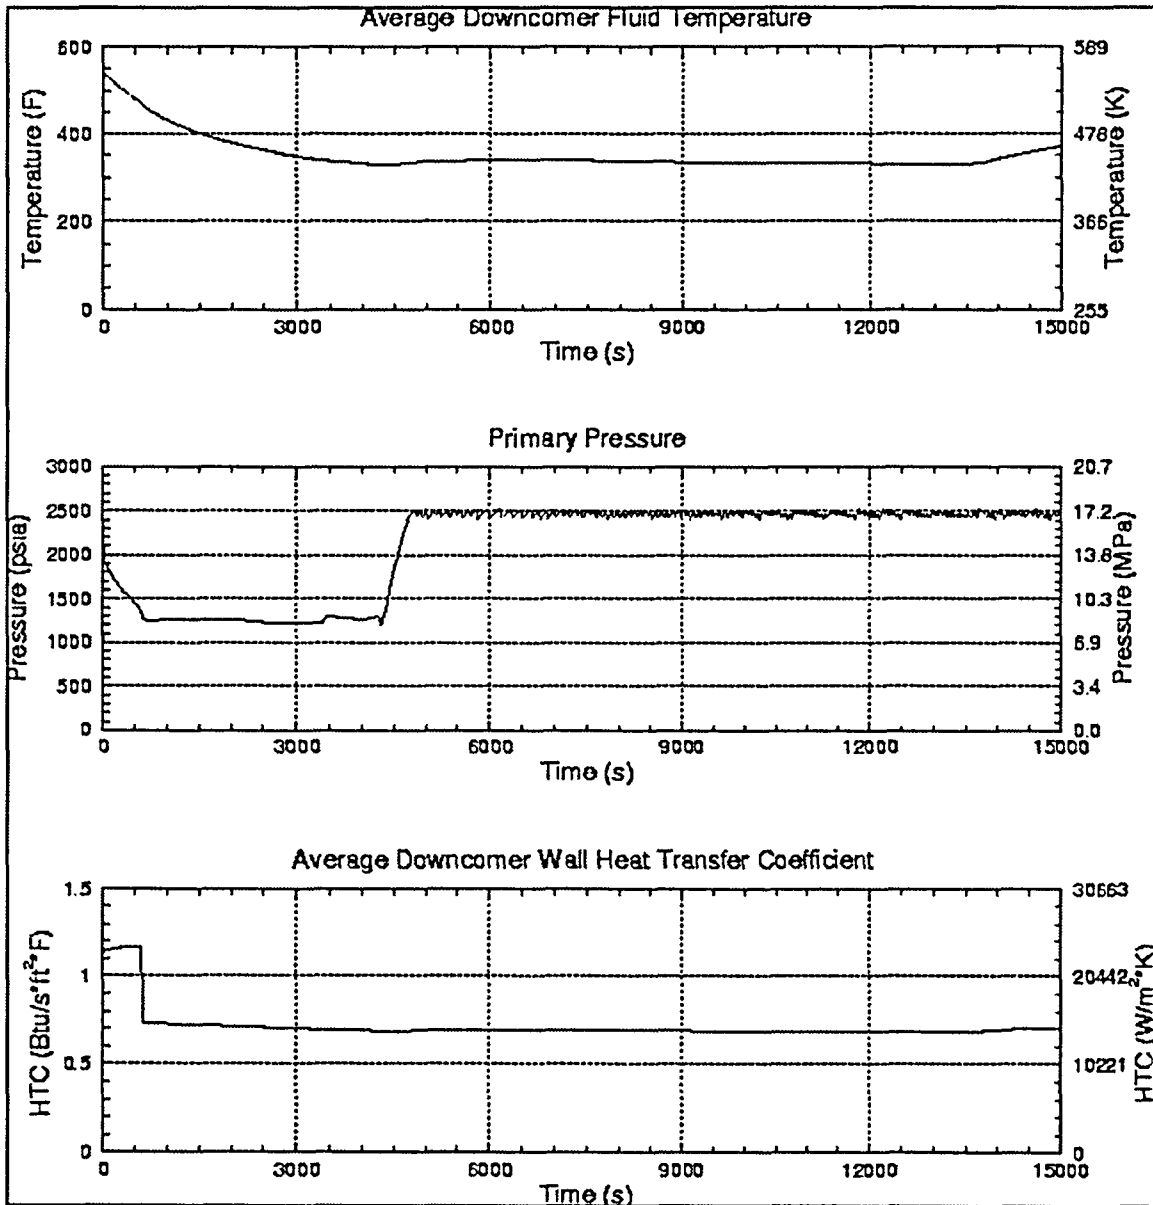 Average Downcomer Fluid Temperature
600
400
200
0
589
478
366
255
Temperature (F)
Temperature (K)
0 3000 6000 9000 12000 15000
Time (s)
Primary Pressure
3000
2500
2000
1500
1000
500
0
20.7
17.2
13.8
10.3
6.9
3.4
0.0
Pressure (psia)
Pressure (MPa)
0 3000 6000 9000 12000 15000
Time (s)
Average Downcomer Wall Heat Transfer Coefficient
1.5
1
0.5
0
30663
20442
10221
0
HTC (Btu/s*ft²*F)
HTC (W/m²*K)
0 3000 6000 9000 12000 15000
Time (s)